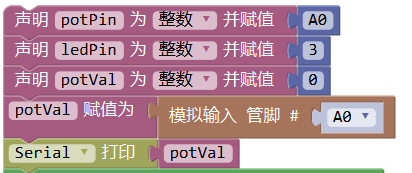 声明 potPin 为 整数 并赋值 A0
声明 ledPin 为 整数 并赋值 3
声明 potVal 为 整数 并赋值 0
potVal 赋值为 模拟输入 管脚 # A0
Serial 打印 potVal